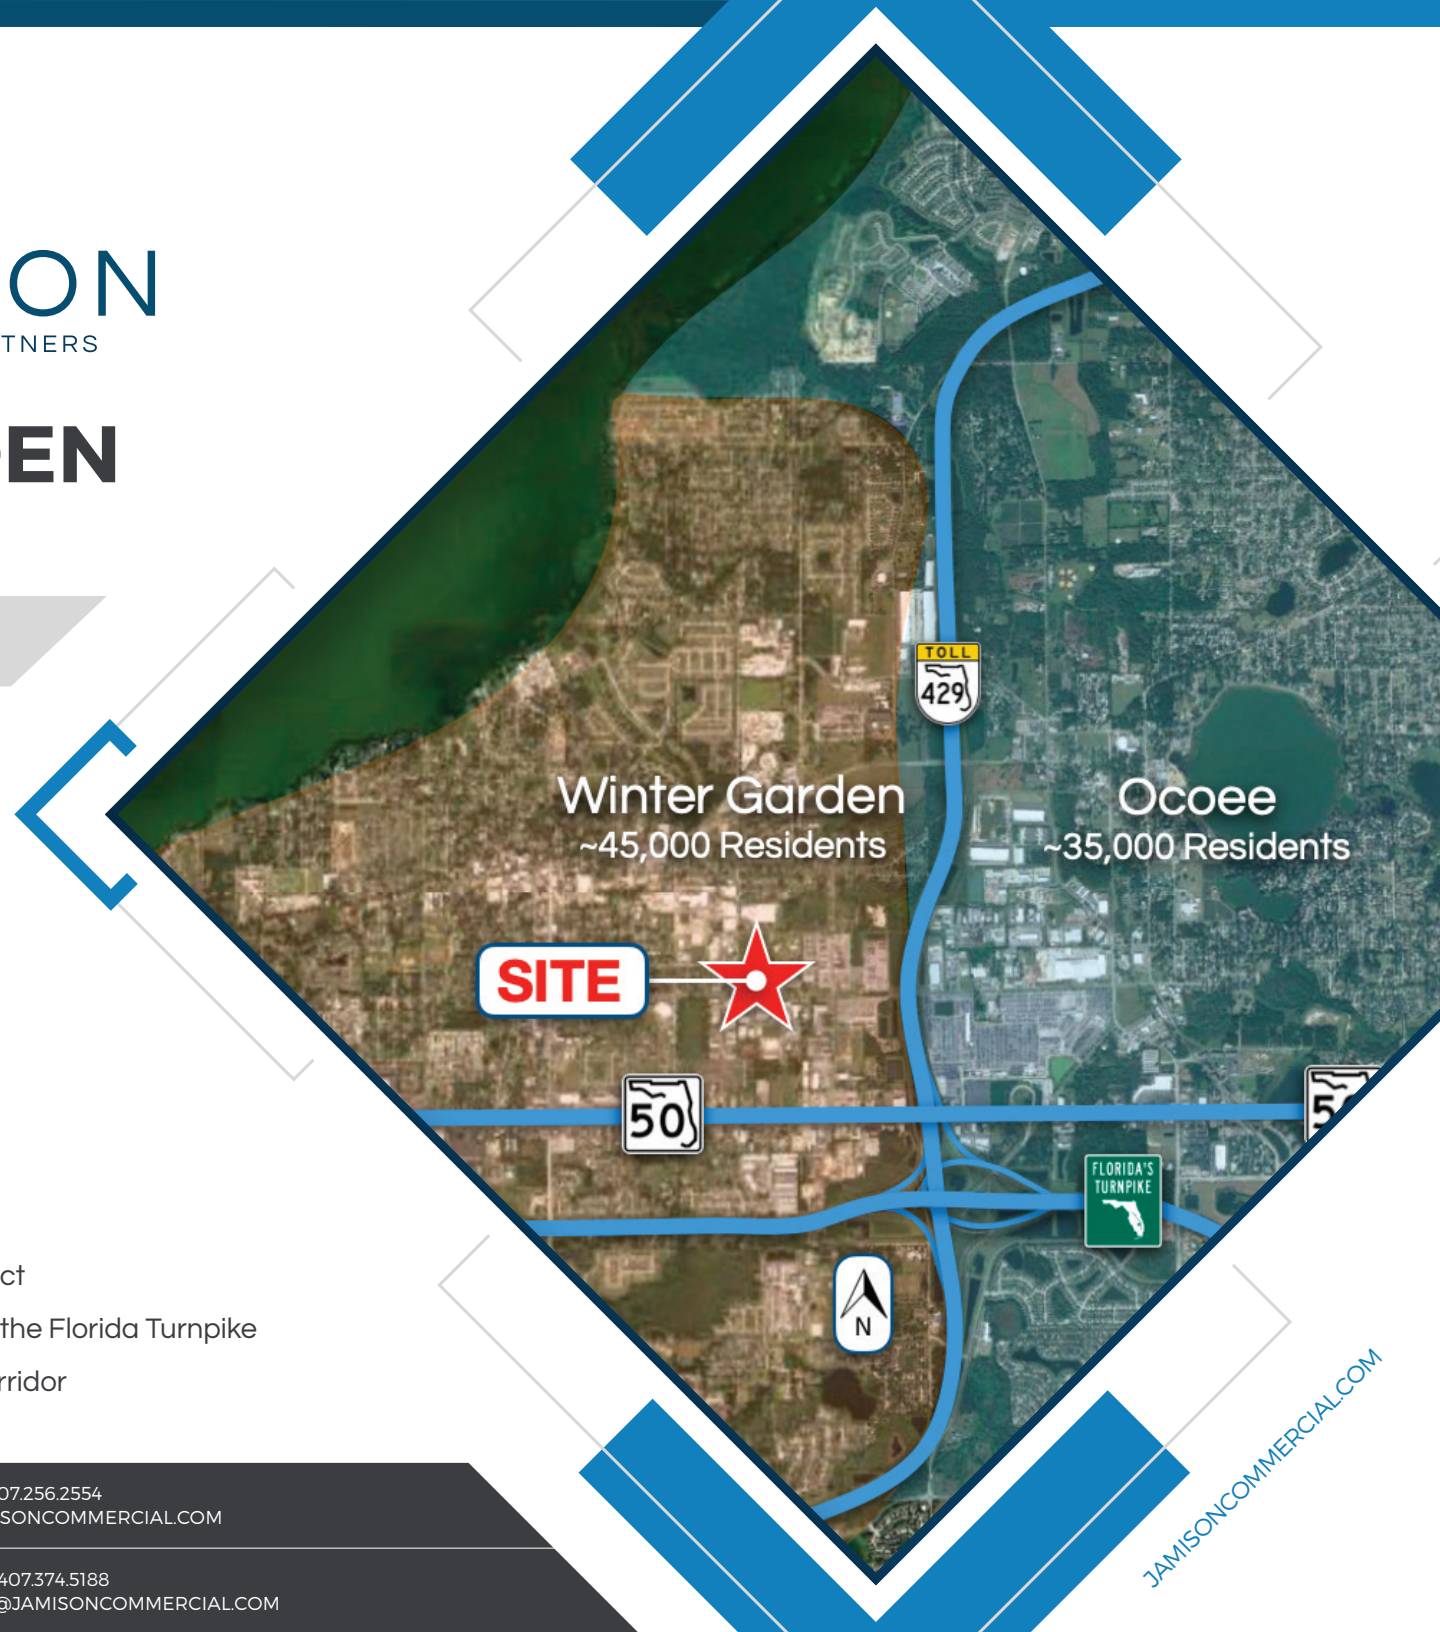 ON
TNERS
EN
TOLL
429
Winter Garden
~45,000 Residents
Ocoee
~35,000 Residents
SITE
50
FLORIDA'S
TURNPIKE
N
ct
the Florida Turnpike
rridor
07.256.2554
SONCOMMERCIAL.COM
407.374.5188
@JAMISONCOMMERCIAL.COM
JAMISONCOMMERCIAL.COM